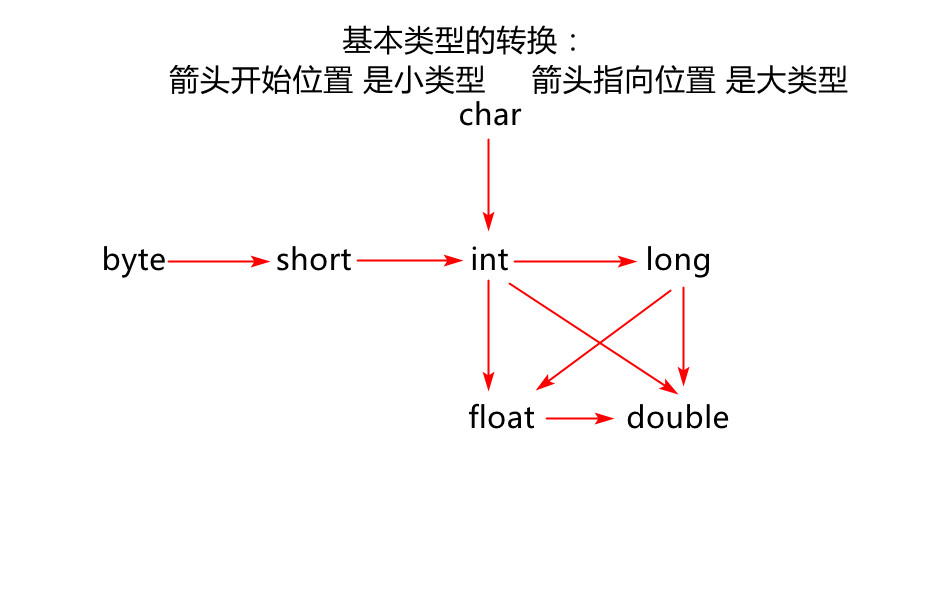 基本类型的转换：
箭头开始位置 是小类型 箭头指向位置 是大类型
char
byte short int long
float double